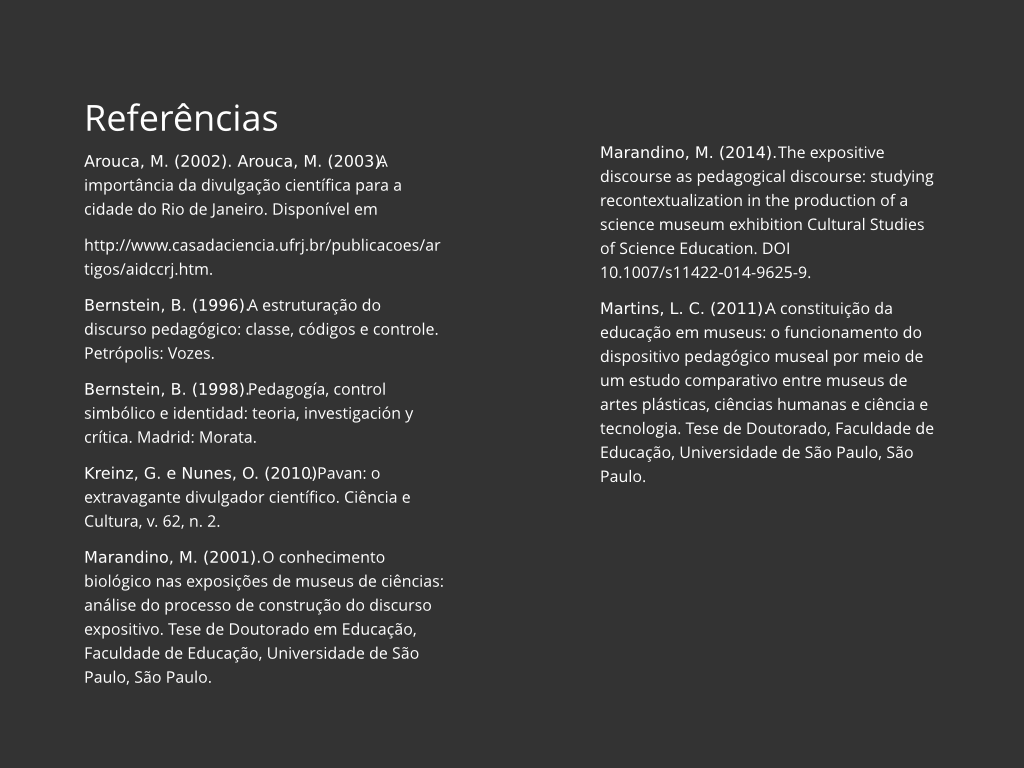 Referências
Arouca, M. (2002). Arouca, M. (2003)A
importância da divulgação científica para a
cidade do Rio de Janeiro. Disponível em
http://www.casadaciencia.ufrj.br/publicacoes/ar
tigos/aidccrj.htm.
Bernstein, B. (1996).A estruturação do
discurso pedagógico: classe, códigos e controle.
Petrópolis: Vozes.
Bernstein, B. (1998).Pedagogía, control
simbólico e identidad: teoria, investigación y
crítica. Madrid: Morata.
Kreinz, G. e Nunes, O. (2010.)Pavan: o
extravagante divulgador científico. Ciência e
Cultura, v. 62, n. 2.
Marandino, M. (2001).O conhecimento
biológico nas exposições de museus de ciências:
análise do processo de construção do discurso
expositivo. Tese de Doutorado em Educação,
Faculdade de Educação, Universidade de São
Paulo, São Paulo.
Marandino, M. (2014).The expositive
discourse as pedagogical discourse: studying
recontextualization in the production of a
science museum exhibition Cultural Studies
of Science Education. DOI
10.1007/s11422-014-9625-9.
Martins, L. C. (2011).A constituição da
educação em museus: o funcionamento do
dispositivo pedagógico museal por meio de
um estudo comparativo entre museus de
artes plásticas, ciências humanas e ciência e
tecnologia. Tese de Doutorado, Faculdade de
Educação, Universidade de São Paulo, São
Paulo.